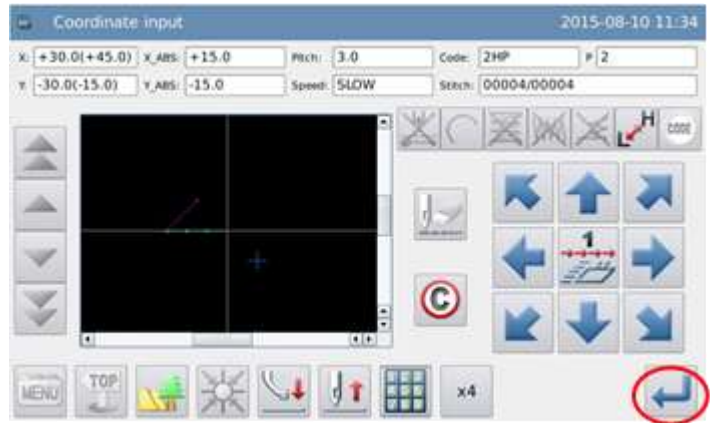 Coordinate input 2015-08-10 11:34
X: +30.0(+45.0) X_ABS: +15.0 Pitch: 3.0 Code: 2HP P 2
Y -30.0(-15.0) Y_ABS: -15.0 Speed: SLOW Stitch: 00004/00004
H
L CODE
1
C
MENU TOP x4